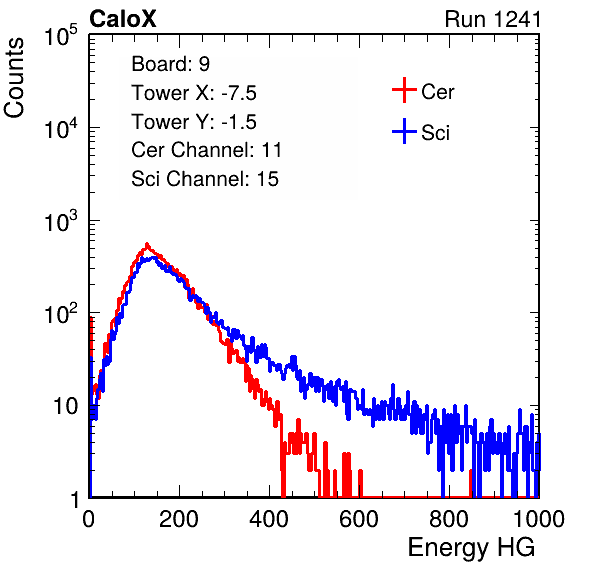 CaloX Run 1241
Counts
Board: 9
Tower X: -7.5
Tower Y: -1.5
Cer Channel: 11
Sci Channel: 15
Cer
Sci
10^5
10^4
10^3
10^2
10
1
0 200 400 600 800 1000
Energy HG